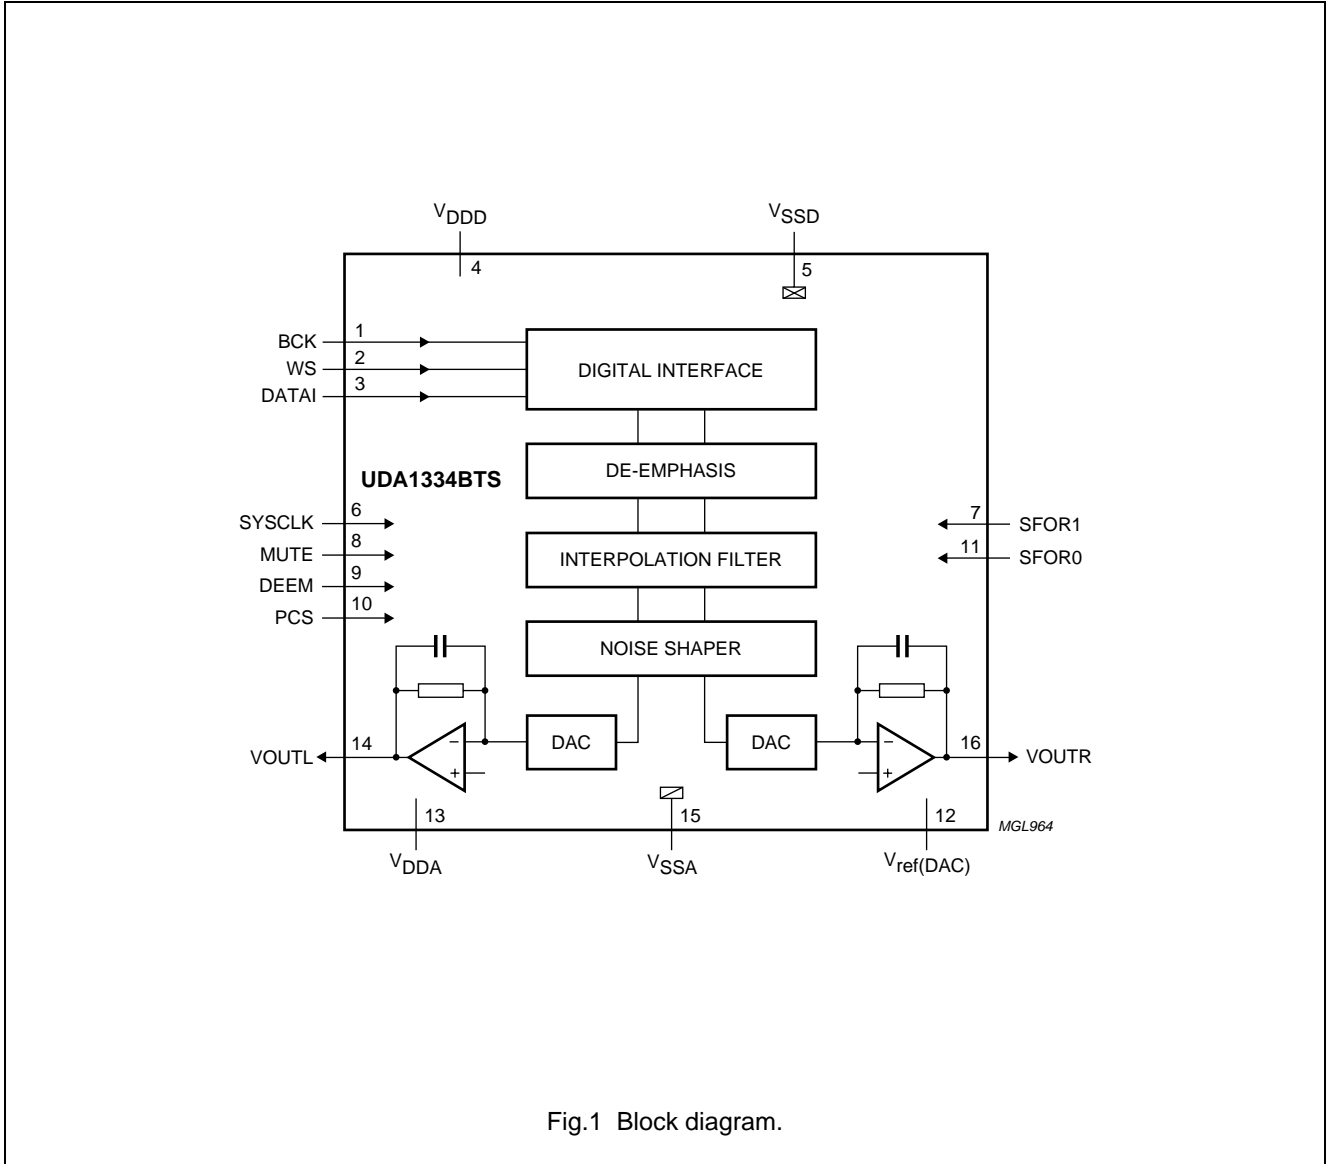 VDDD
VSSD
4
5
BCK
1
WS
2
DATAI
3
DIGITAL INTERFACE
DE-EMPHASIS
UDA1334BTS
SYSCLK
6
MUTE
8
DEEM
9
PCS
10
7
SFOR1
11
SFOR0
INTERPOLATION FILTER
NOISE SHAPER
VOUTL
14
−
+
DAC
DAC
−
+
16
VOUTR
13
15
12
MGL964
VDDA
VSSA
Vref(DAC)
Fig.1 Block diagram.